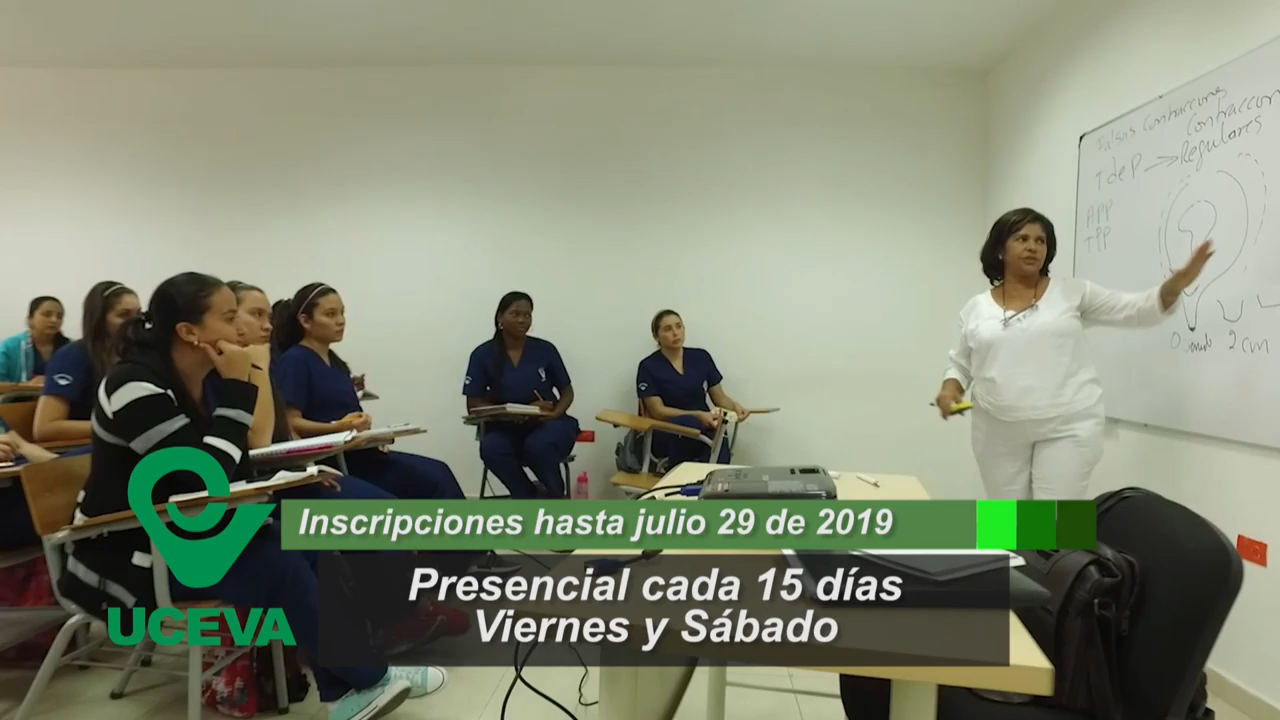 Falsas Contracciones
Contraccion
T de P → Regulares
APP
TPP
2 cm
Inscripciones hasta julio 29 de 2019
Presencial cada 15 días
Viernes y Sábado
UCEVA